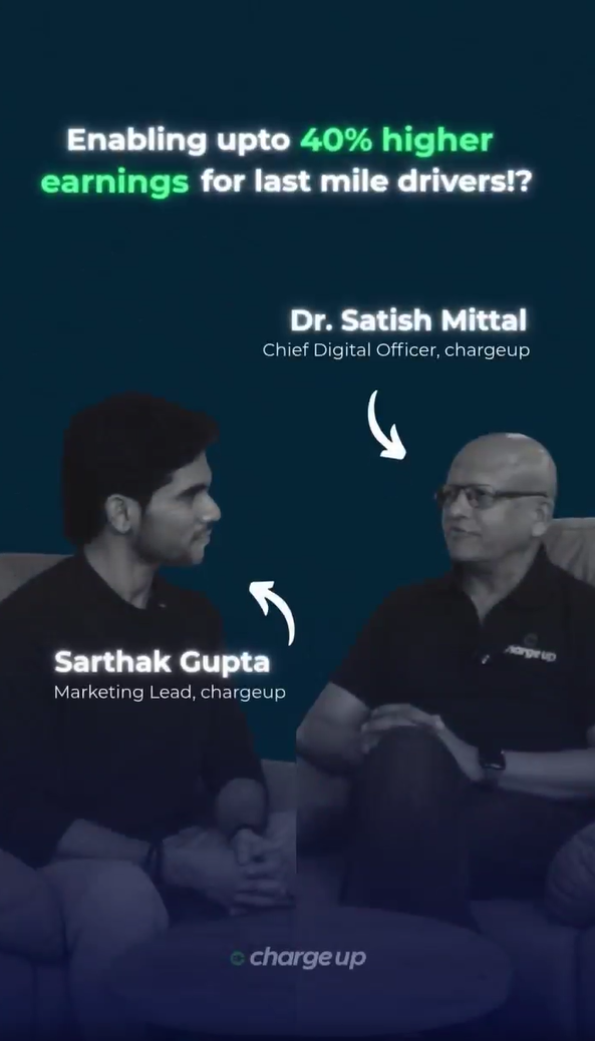 Enabling upto 40% higher
earnings for last mile drivers!?
Dr. Satish Mittal
Chief Digital Officer, chargeup
chargeup
Sarthak Gupta
Marketing Lead, chargeup
chargeup